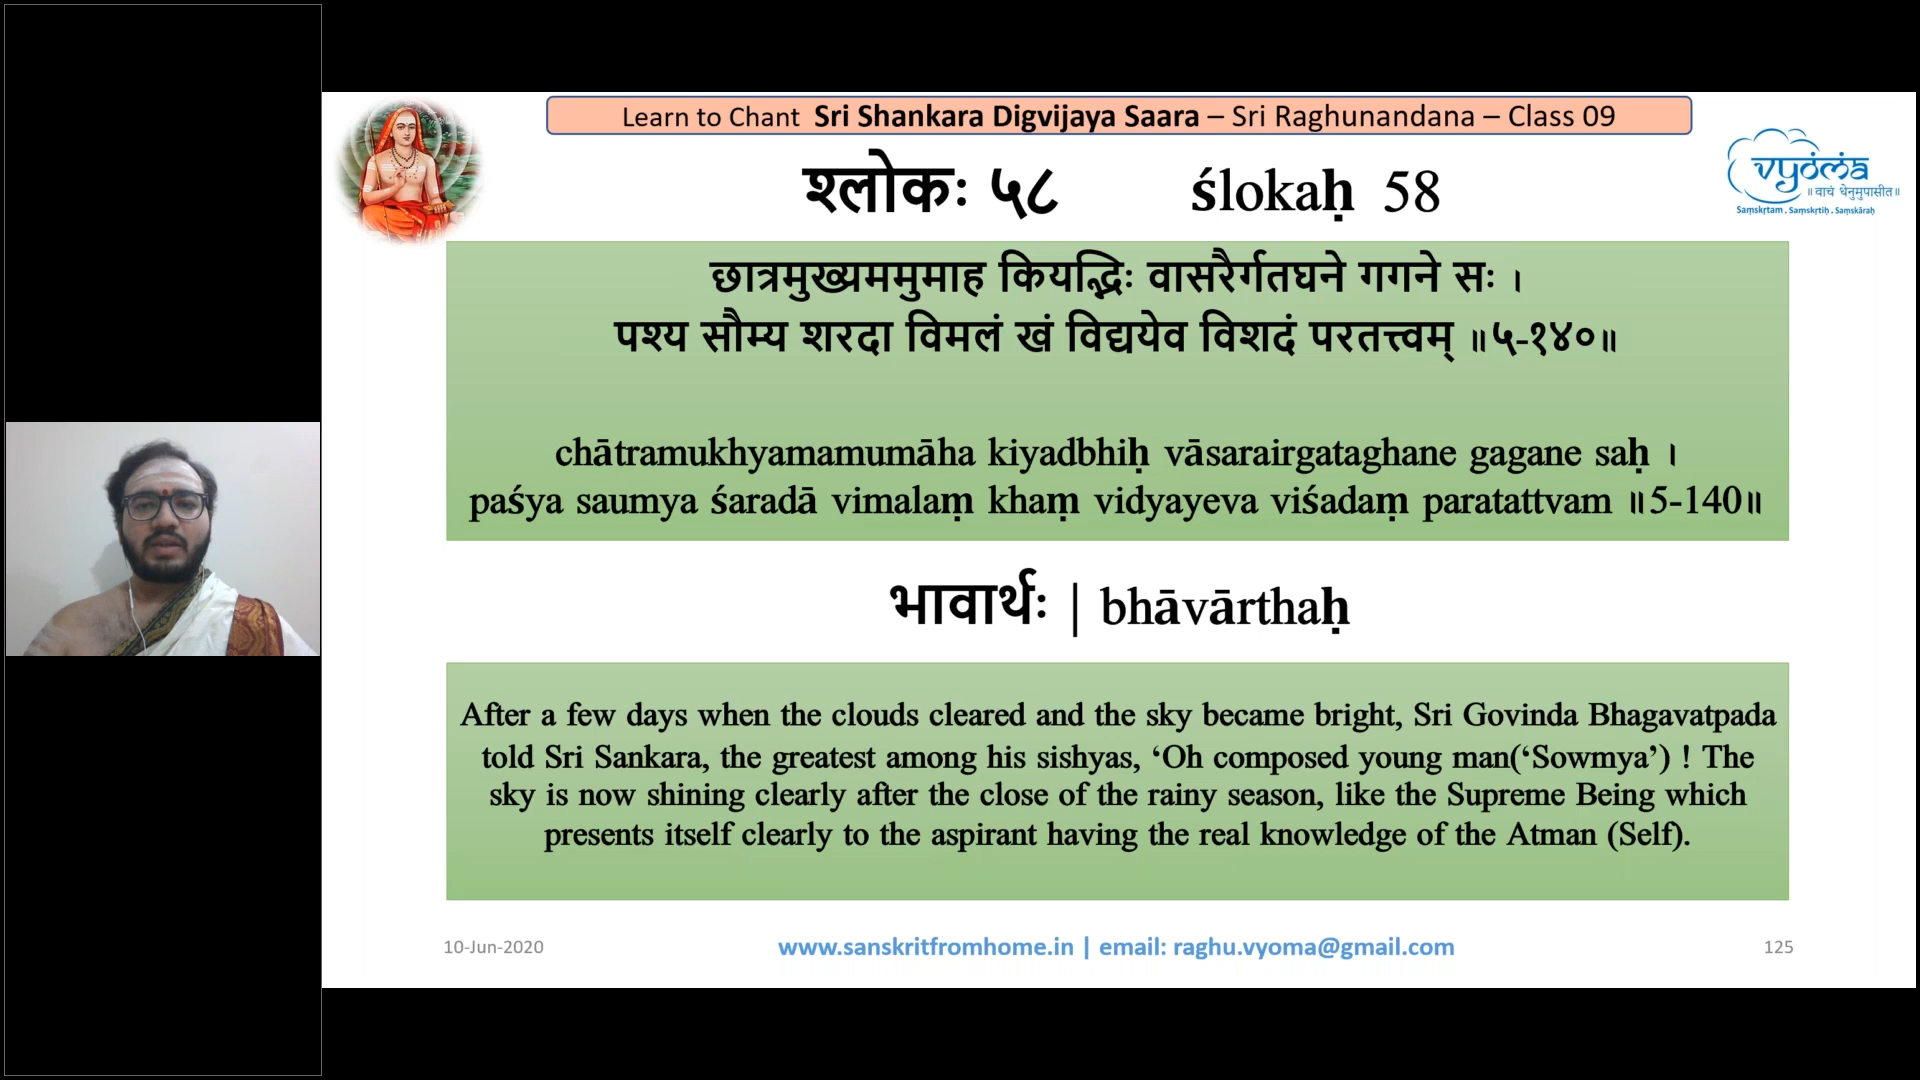 Learn to Chant Sri Shankara Digvijaya Saara – Sri Raghunandana – Class 09
vyoma
॥ वाचं धेनुमुपासीत॥
Saṃskṛtam . Saṃskṛtiḥ . Saṃskāraḥ
श्लोकः ५८ ślokaḥ 58
छात्रमुख्यममुमाह कियद्भिः वासरैर्गतघने गगने सः ।
पश्य सौम्य शरदा विमलं खं विद्ययेव विशदं परतत्त्वम् ॥५-१४०॥
chātramukhyamamumāha kiyadbhiḥ vāsarairgataghane gagane saḥ ।
paśya saumya śaradā vimalaṃ khaṃ vidyayeva viśadaṃ paratattvam ॥5-140॥
भावार्थः | bhāvārthaḥ
After a few days when the clouds cleared and the sky became bright, Sri Govinda Bhagavatpada
told Sri Sankara, the greatest among his sishyas, ‘Oh composed young man(‘Sowmya’) ! The
sky is now shining clearly after the close of the rainy season, like the Supreme Being which
presents itself clearly to the aspirant having the real knowledge of the Atman (Self).
10-Jun-2020 www.sanskritfromhome.in | email: raghu.vyoma@gmail.com 125